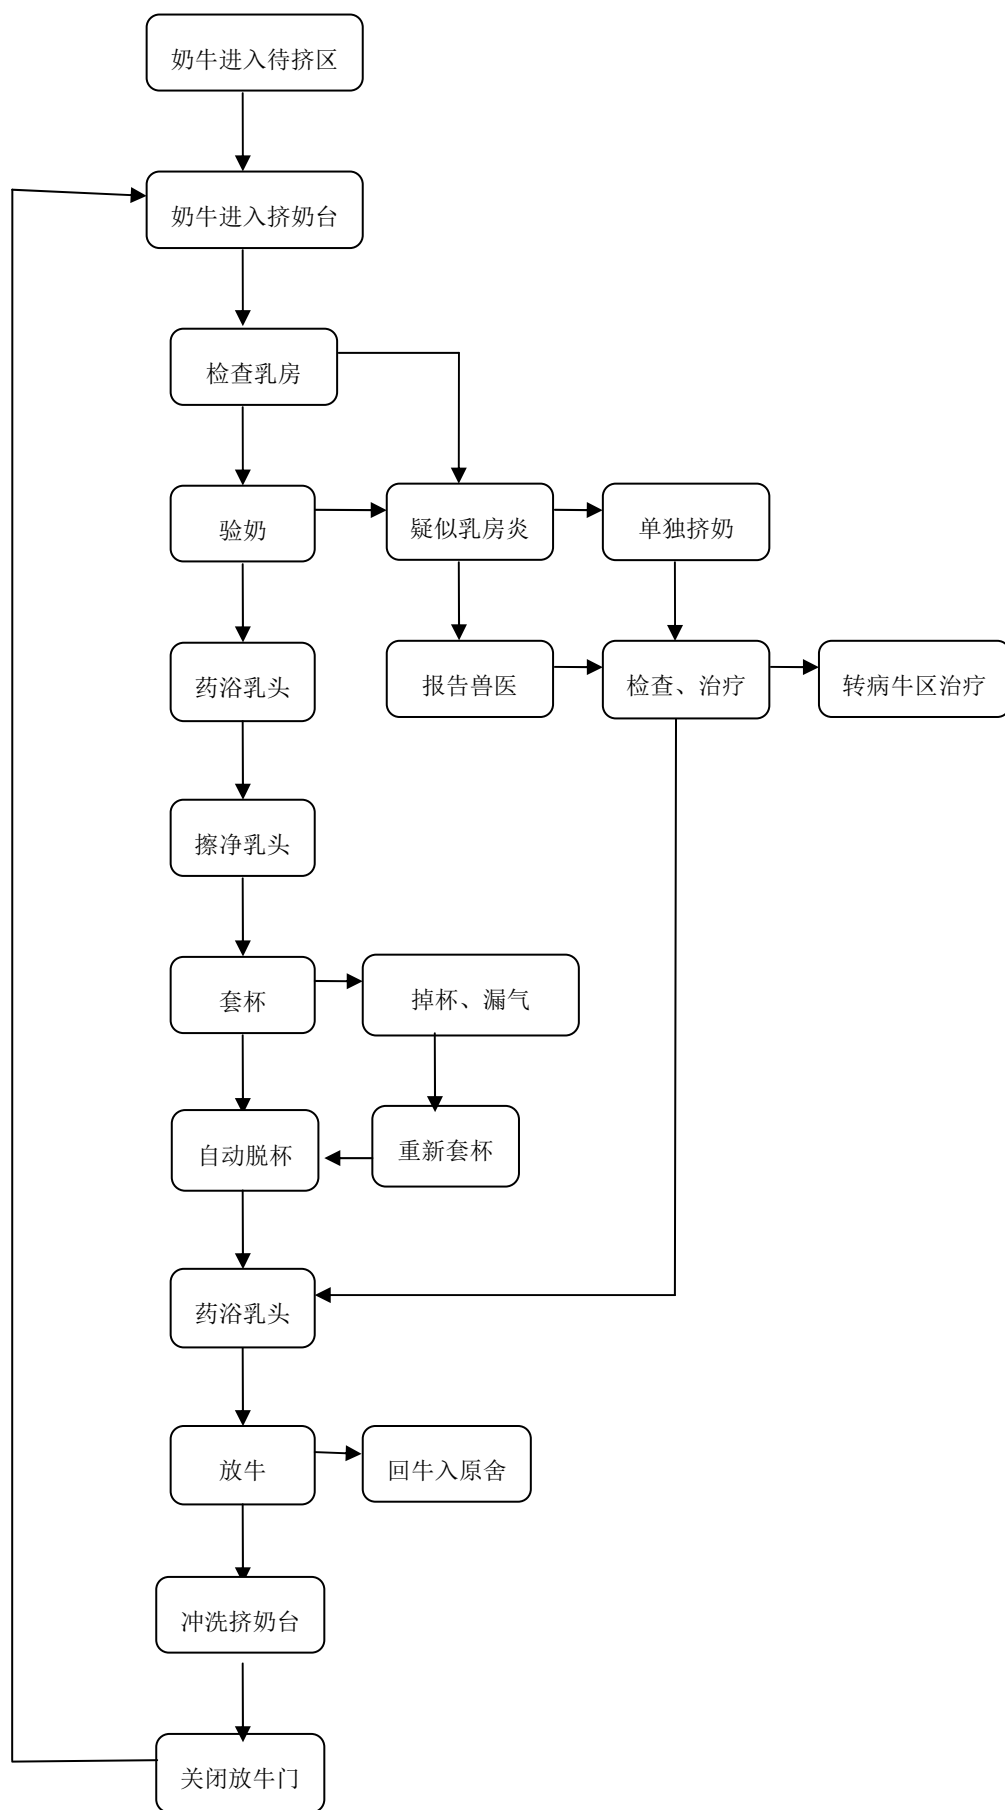 奶牛进入待挤区
奶牛进入挤奶台
检查乳房
验奶
疑似乳房炎
单独挤奶
药浴乳头
报告兽医
检查、治疗
转病牛区治疗
擦净乳头
套杯
掉杯、漏气
自动脱杯
重新套杯
药浴乳头
放牛
回牛入原舍
冲洗挤奶台
关闭放牛门